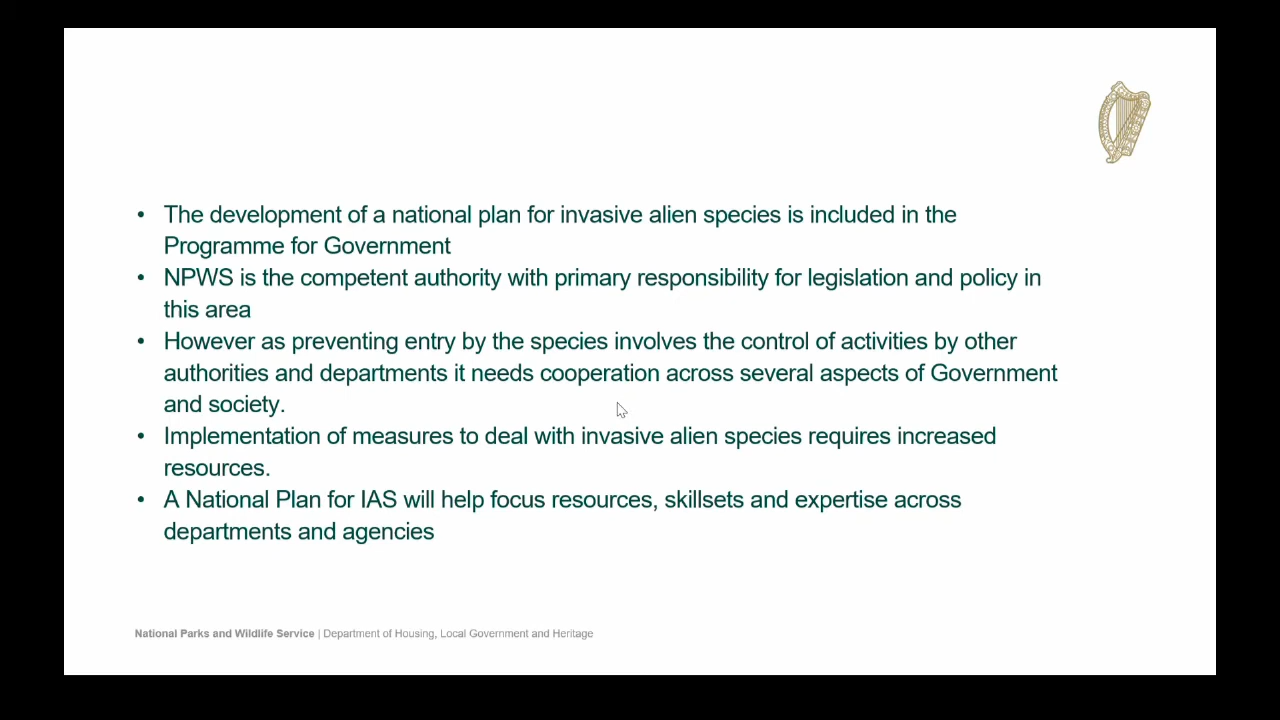 • The development of a national plan for invasive alien species is included in the
Programme for Government
• NPWS is the competent authority with primary responsibility for legislation and policy in
this area
• However as preventing entry by the species involves the control of activities by other
authorities and departments it needs cooperation across several aspects of Government
and society.
• Implementation of measures to deal with invasive alien species requires increased
resources.
• A National Plan for IAS will help focus resources, skillsets and expertise across
departments and agencies
National Parks and Wildlife Service | Department of Housing, Local Government and Heritage